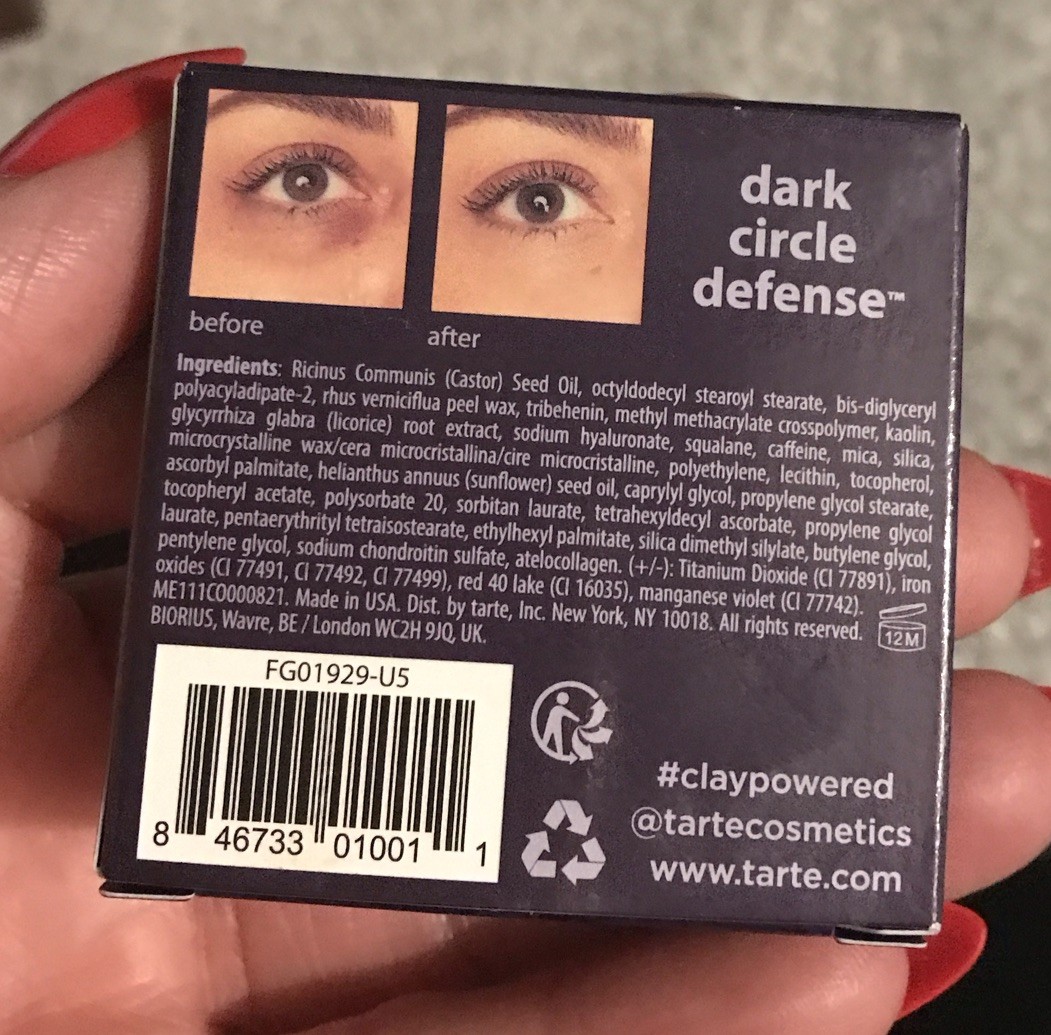 dark
circle
defense™
before
after
Ingredients: Ricinus Communis (Castor) Seed Oil, octyldodecyl stearoyl stearate, bis-diglyceryl
polyacyladipate-2, rhus verniciflua peel wax, tribehenin, methyl methacrylate crosspolymer, kaolin,
glycyrrhiza glabra (licorice) root extract, sodium hyaluronate, squalane, caffeine, mica, silica,
microcrystalline wax/cera microcristallina/cire microcristalline, polyethylene, lecithin, tocopherol,
ascorbyl palmitate, helianthus annuus (sunflower) seed oil, caprylyl glycol, propylene glycol stearate,
tocopheryl acetate, polysorbate 20, sorbitan laurate, tetrahexyldecyl ascorbate, propylene glycol
laurate, pentaerythrityl tetraisostearate, ethylhexyl palmitate, silica dimethyl silylate, butylene glycol,
pentylene glycol, sodium chondroitin sulfate, atelocollagen. (+/-): Titanium Dioxide (CI 77891), iron
oxides (CI 77491, CI 77492, CI 77499), red 40 lake (CI 16035), manganese violet (CI 77742).
ME111C0000821. Made in USA. Dist. by tarte, Inc. New York, NY 10018. All rights reserved.
BIORIUS, Wavre, BE / London WC2H 9JQ, UK.
12M
FG01929-U5
8 46733 01001 1
#claypowered
@tartecosmetics
www.tarte.com